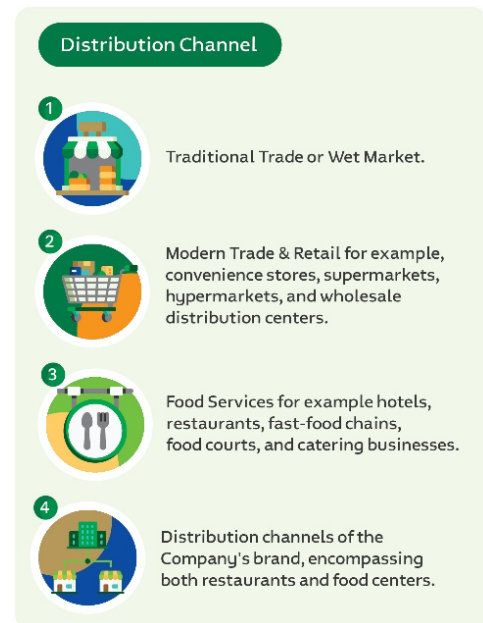 Distribution Channel
1
Traditional Trade or Wet Market.
2
Modern Trade & Retail for example,
convenience stores, supermarkets,
hypermarkets, and wholesale
distribution centers.
3
Food Services for example hotels,
restaurants, fast-food chains,
food courts, and catering businesses.
4
Distribution channels of the
Company's brand, encompassing
both restaurants and food centers.